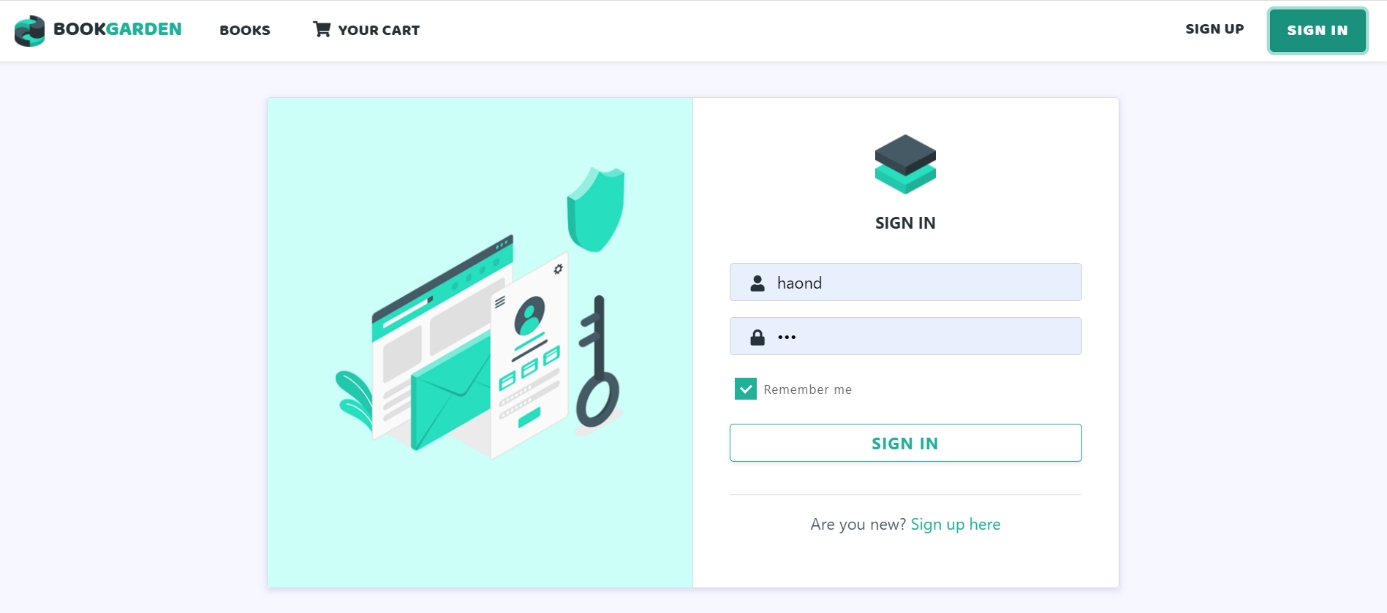 BOOKGARDEN BOOKS YOUR CART SIGN UP SIGN IN
SIGN IN
haond
•••
Remember me
SIGN IN
Are you new? Sign up here